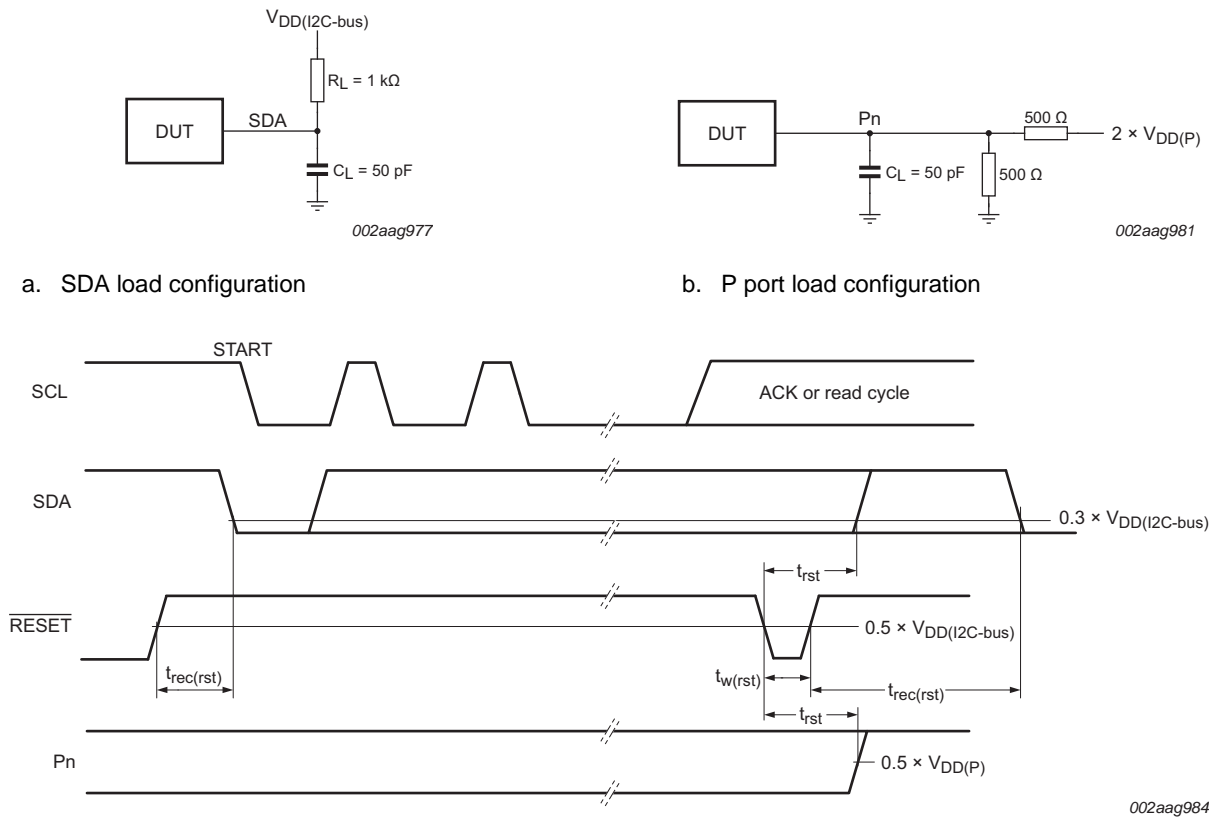 V_DD(I2C-bus)
R_L = 1 kΩ
DUT
SDA
C_L = 50 pF
002aag977
a. SDA load configuration
DUT
Pn
500 Ω
2 × V_DD(P)
C_L = 50 pF
500 Ω
002aag981
b. P port load configuration
START
SCL
ACK or read cycle
SDA
0.3 × V_DD(I2C-bus)
t_rst
RESET
0.5 × V_DD(I2C-bus)
t_rec(rst)
t_w(rst)
t_rec(rst)
t_rst
Pn
0.5 × V_DD(P)
002aag984